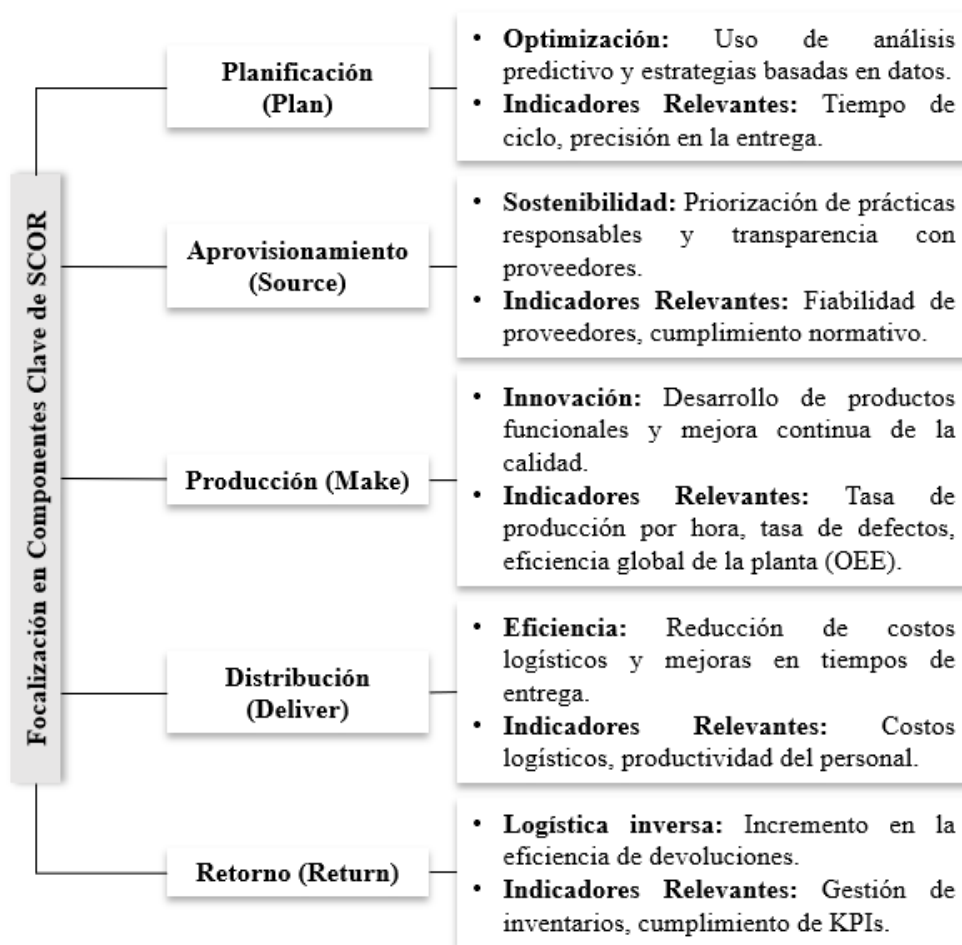 Focalización en Componentes Clave de SCOR
Planificación
(Plan)
• Optimización: Uso de análisis
predictivo y estrategias basadas en datos.
• Indicadores Relevantes: Tiempo de
ciclo, precisión en la entrega.
Aprovisionamiento
(Source)
• Sostenibilidad: Priorización de prácticas
responsables y transparencia con
proveedores.
• Indicadores Relevantes: Fiabilidad de
proveedores, cumplimiento normativo.
Producción (Make)
• Innovación: Desarrollo de productos
funcionales y mejora continua de la
calidad.
• Indicadores Relevantes: Tasa de
producción por hora, tasa de defectos,
eficiencia global de la planta (OEE).
Distribución
(Deliver)
• Eficiencia: Reducción de costos
logísticos y mejoras en tiempos de
entrega.
• Indicadores Relevantes: Costos
logísticos, productividad del personal.
Retorno (Return)
• Logística inversa: Incremento en la
eficiencia de devoluciones.
• Indicadores Relevantes: Gestión de
inventarios, cumplimiento de KPIs.